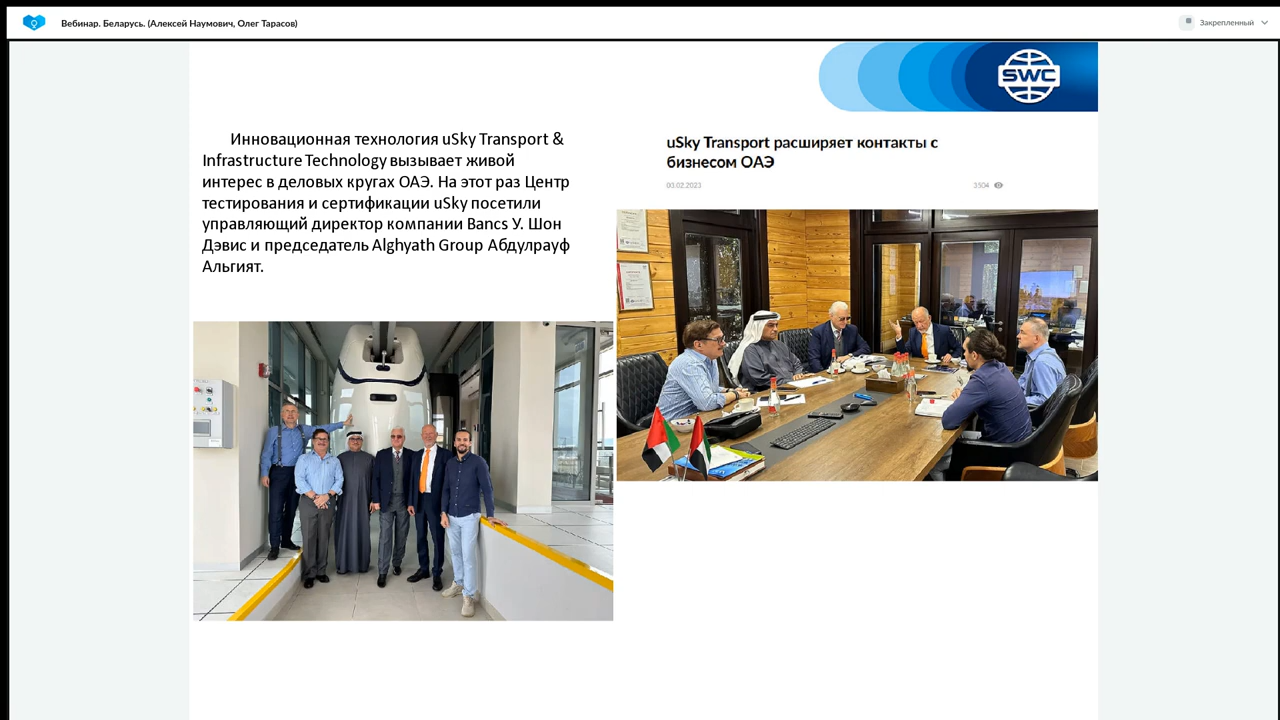 Вебинар. Беларусь. (Алексей Наумович, Олег Тарасов)
Закрепленный
SWC
Инновационная технология uSky Transport &
Infrastructure Technology вызывает живой
интерес в деловых кругах ОАЭ. На этот раз Центр
тестирования и сертификации uSky посетили
управляющий директор компании Bancs У. Шон
Дэвис и председатель Alghyath Group Абдулрауф
Альгият.
uSky Transport расширяет контакты с
бизнесом ОАЭ
03.02.2023
3504